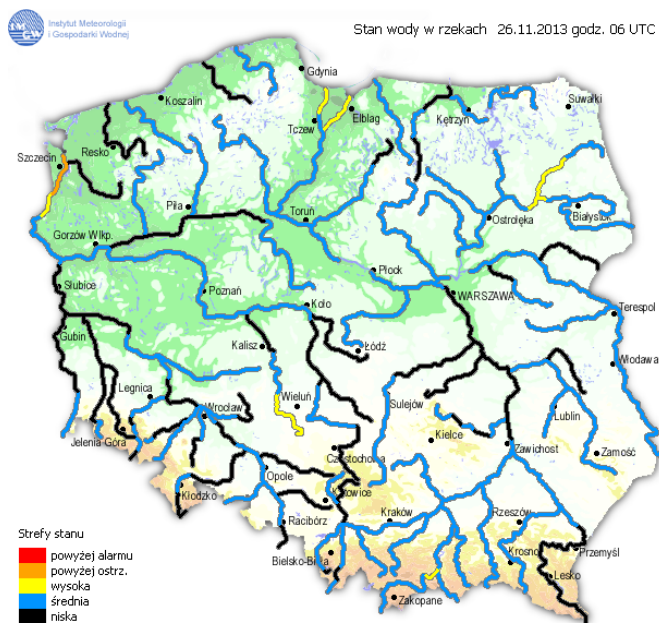 IMGW
Instytut Meteorologii
i Gospodarki Wodnej
Stan wody w rzekach 26.11.2013 godz. 06 UTC
Gdynia
Koszalin
Suwałki
Tczew
Elbląg
Kętrzyn
Szczecin
Resko
Piła
Toruń
Ostrołęka
Białystok
Gorzów Wlkp.
Płock
Słubice
Poznań
Koło
WARSZAWA
Terespol
Gubin
Kalisz
Łódź
Włodawa
Legnica
Wrocław
Wieluń
Sulejów
Lublin
Jelenia Góra
Kielce
Zawichost
Zamość
Częstochowa
Opole
Kłodzko
Katowice
Racibórz
Kraków
Rzeszów
Bielsko-Biała
Krosno
Przemyśl
Lesko
Zakopane
Strefy stanu
powyżej alarmu
powyżej ostrz.
wysoka
średnia
niska